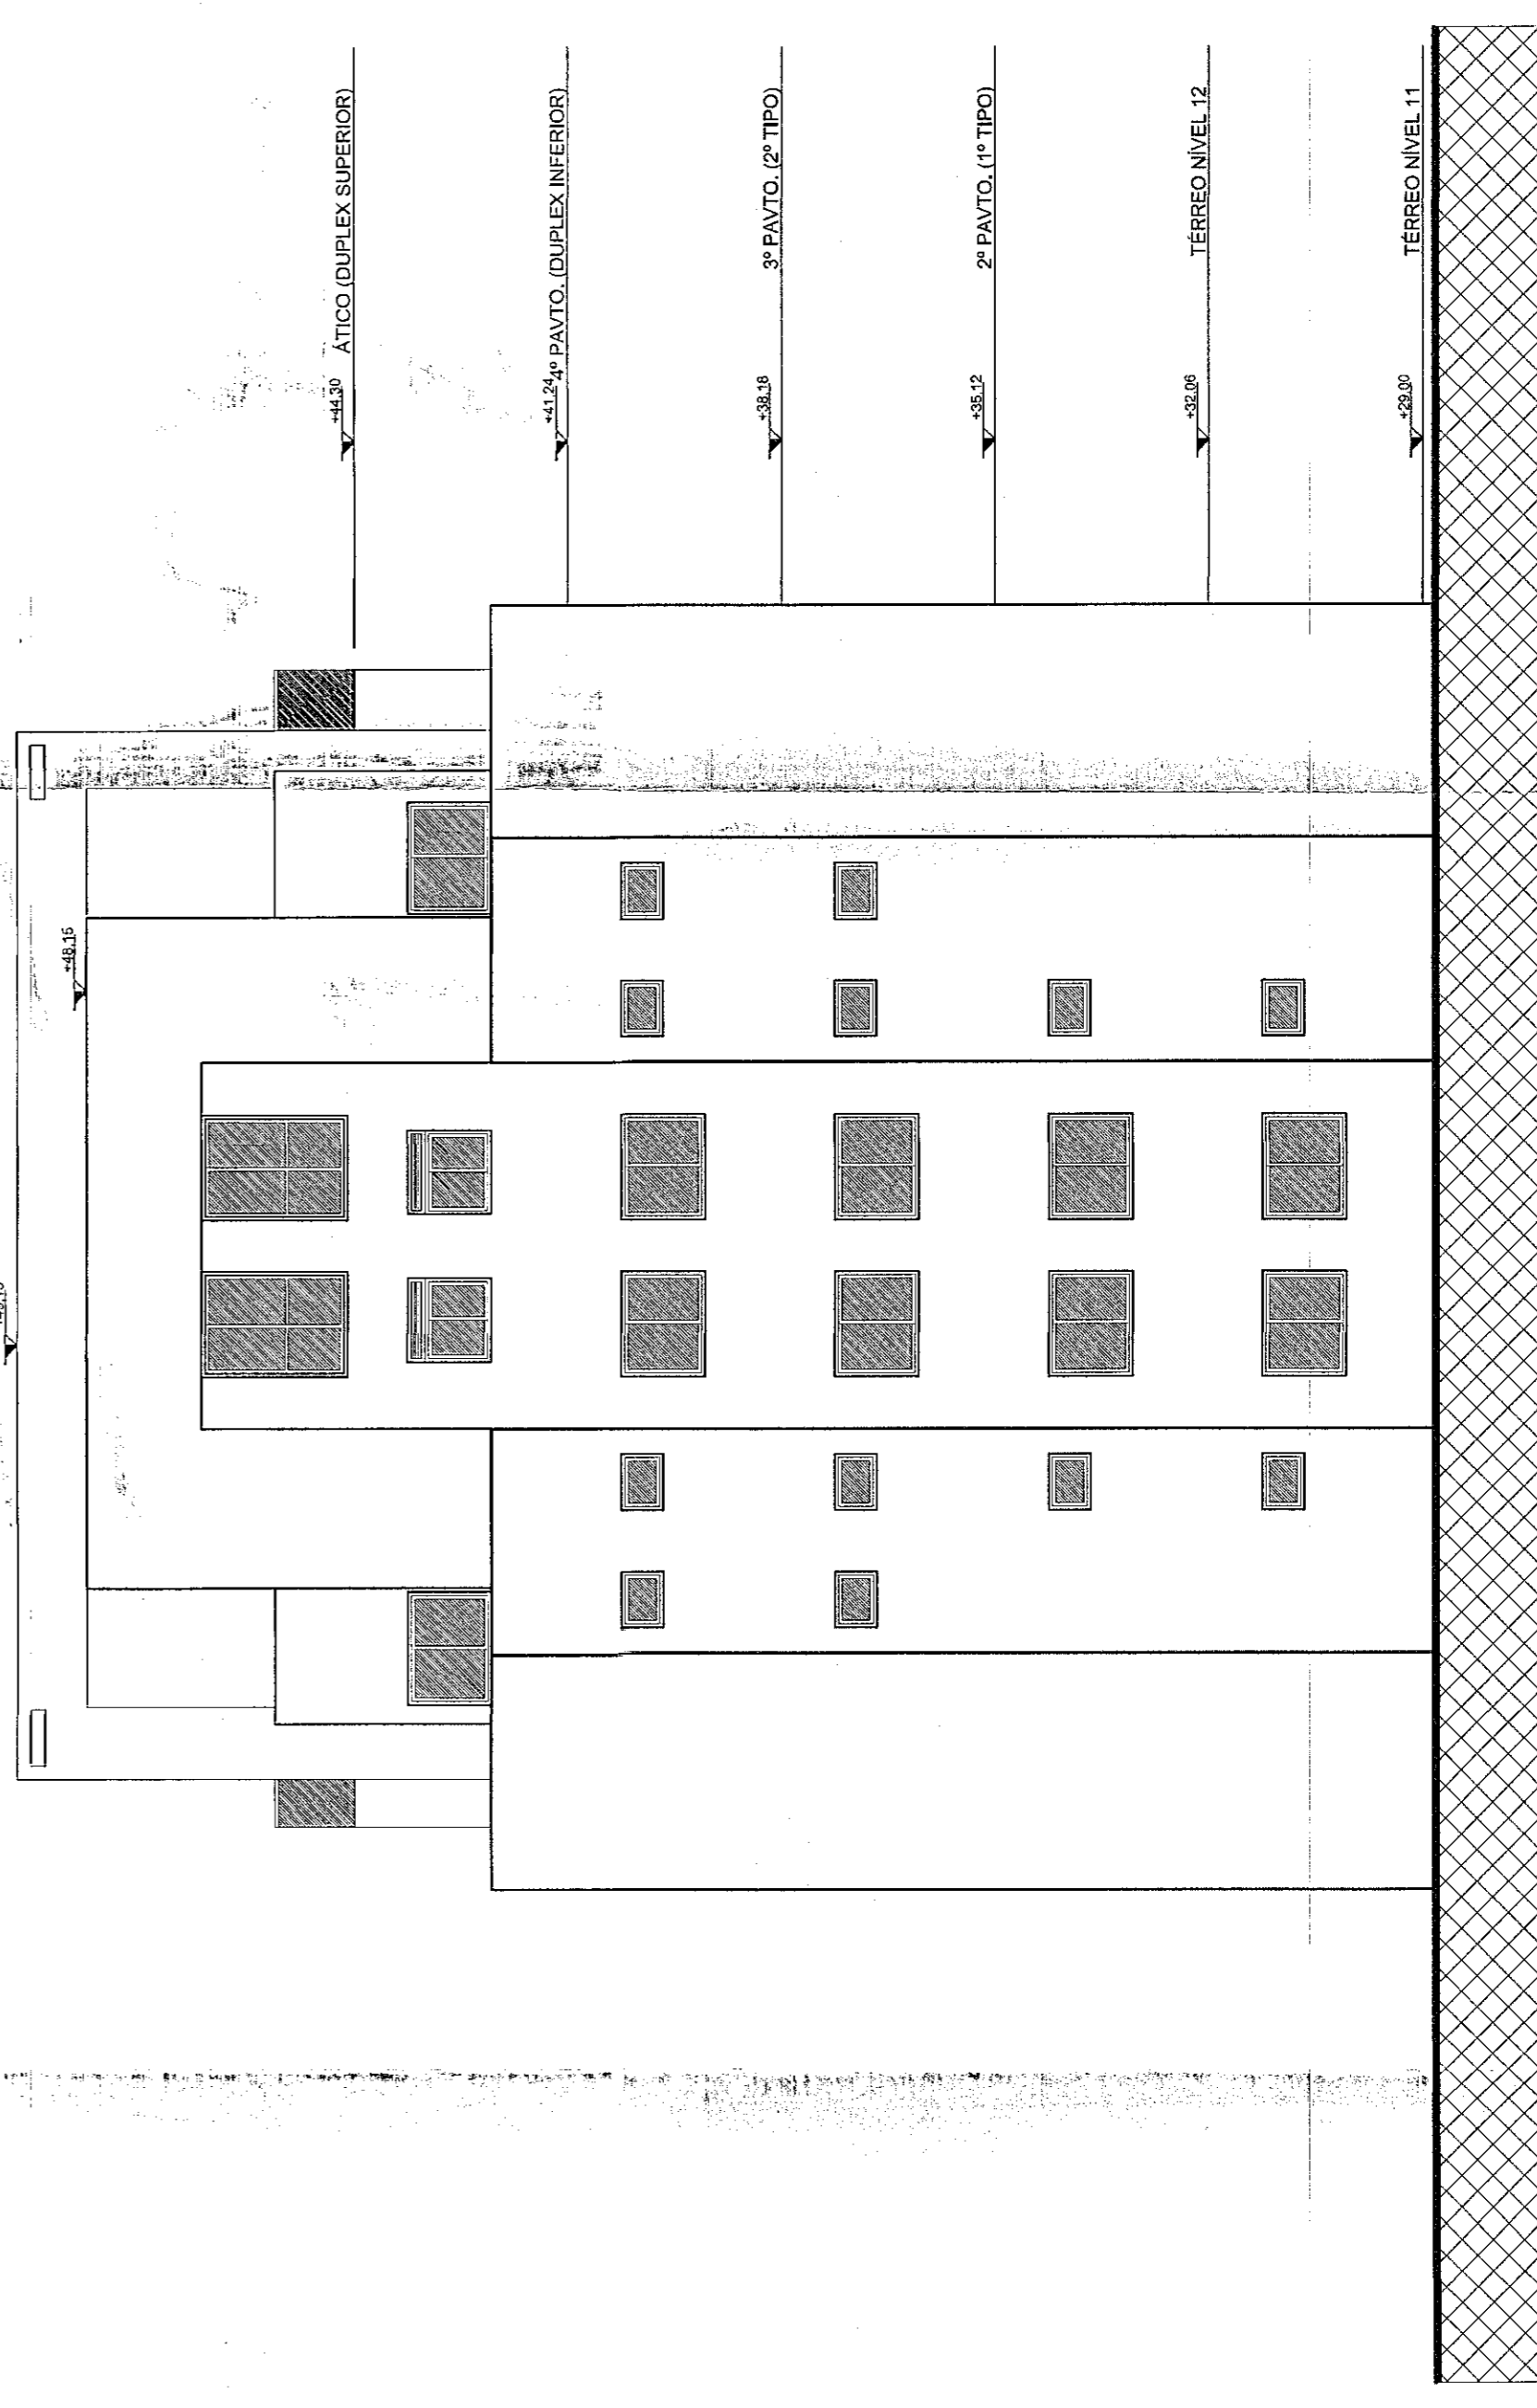 ÁTICO (DUPLEX SUPERIOR)
+44.30
4º PAVTO. (DUPLEX INFERIOR)
+41.24
3º PAVTO. (2º TIPO)
+38.18
2º PAVTO. (1º TIPO)
+35.12
TÉRREO NÍVEL 12
+32.06
TÉRREO NÍVEL 11
+29.00
+48.15